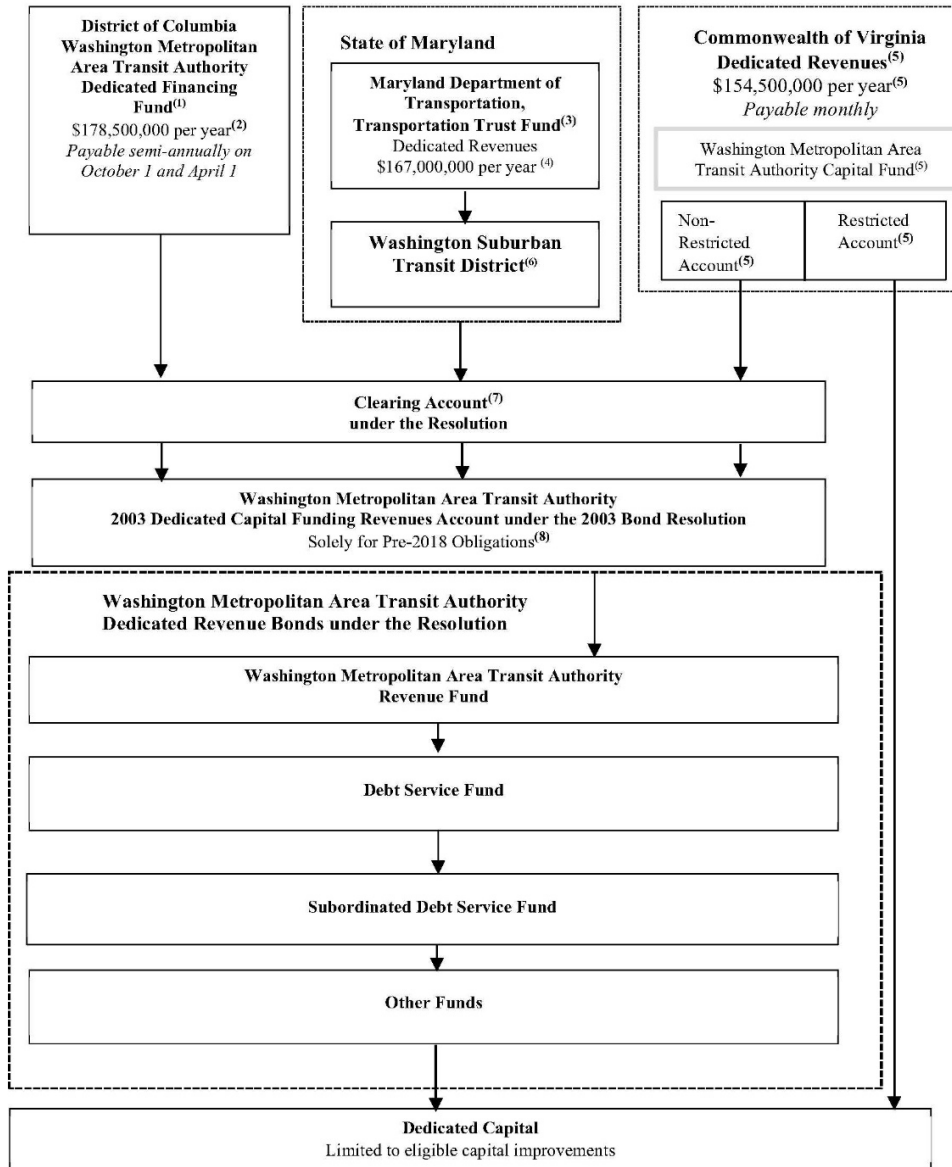 District of Columbia
Washington Metropolitan
Area Transit Authority
Dedicated Financing
Fund(1)
$178,500,000 per year(2)
Payable semi-annually on
October 1 and April 1
State of Maryland
Maryland Department of
Transportation,
Transportation Trust Fund(3)
Dedicated Revenues
$167,000,000 per year (4)
Washington Suburban
Transit District(6)
Commonwealth of Virginia
Dedicated Revenues(5)
$154,500,000 per year(5)
Payable monthly
Washington Metropolitan Area
Transit Authority Capital Fund(5)
Non-
Restricted
Account(5)
Restricted
Account(5)
Clearing Account(7)
under the Resolution
Washington Metropolitan Area Transit Authority
2003 Dedicated Capital Funding Revenues Account under the 2003 Bond Resolution
Solely for Pre-2018 Obligations(8)
Washington Metropolitan Area Transit Authority
Dedicated Revenue Bonds under the Resolution
Washington Metropolitan Area Transit Authority
Revenue Fund
Debt Service Fund
Subordinated Debt Service Fund
Other Funds
Dedicated Capital
Limited to eligible capital improvements